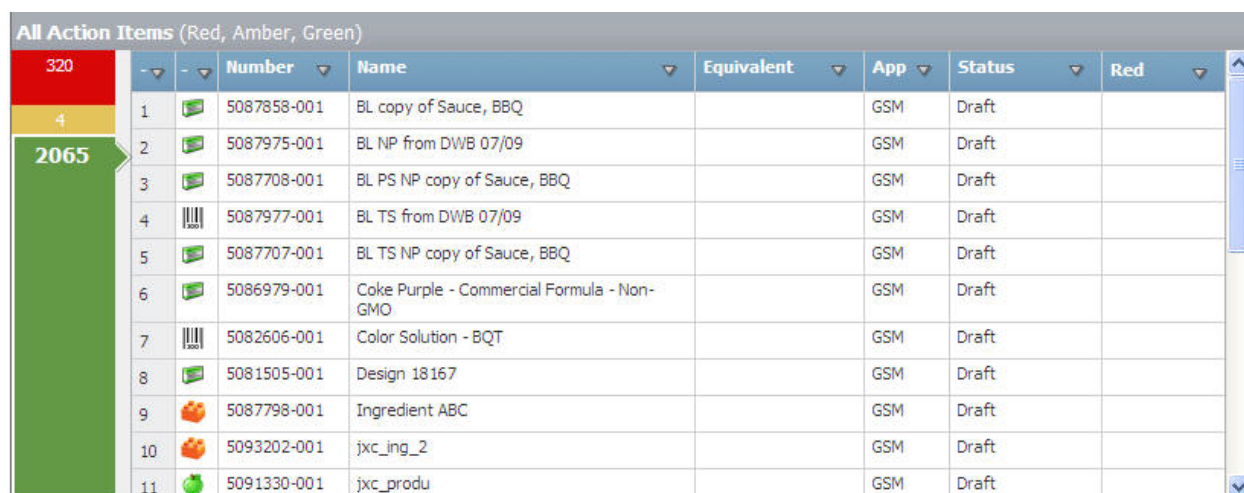 All Action Items (Red, Amber, Green)
320
4
2065
- - Number Name Equivalent App Status Red
1 5087858-001 BL copy of Sauce, BBQ GSM Draft
2 5087975-001 BL NP from DWB 07/09 GSM Draft
3 5087708-001 BL PS NP copy of Sauce, BBQ GSM Draft
4 5087977-001 BL TS from DWB 07/09 GSM Draft
5 5087707-001 BL TS NP copy of Sauce, BBQ GSM Draft
6 5086979-001 Coke Purple - Commercial Formula - Non- GSM Draft
GMO
7 5082606-001 Color Solution - BQT GSM Draft
8 5081505-001 Design 18167 GSM Draft
9 5087798-001 Ingredient ABC GSM Draft
10 5093202-001 jxc_ing_2 GSM Draft
11 5091330-001 jxc_produ GSM Draft